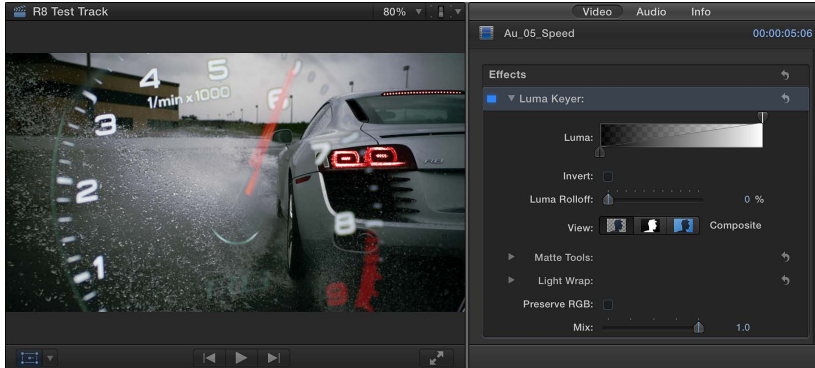 R8 Test Track
80%
4
5
1/min x 1000
6
3
7
R8
2
8
1
Video
Audio
Info
Au_05_Speed
00:00:05:06
Effects
Luma Keyer:
Luma:
Invert:
Luma Rolloff:
0 %
View:
Composite
Matte Tools:
Light Wrap:
Preserve RGB:
Mix:
1.0